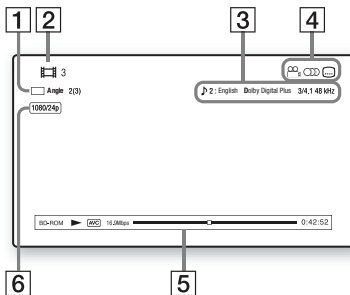 1 2 3 4
3
Angle 2(3)
2 : English Dolby Digital Plus 3/4.1 48 kHz
1080/24p
BD-ROM AVC 16.9Mbps 0:42:52
6 5